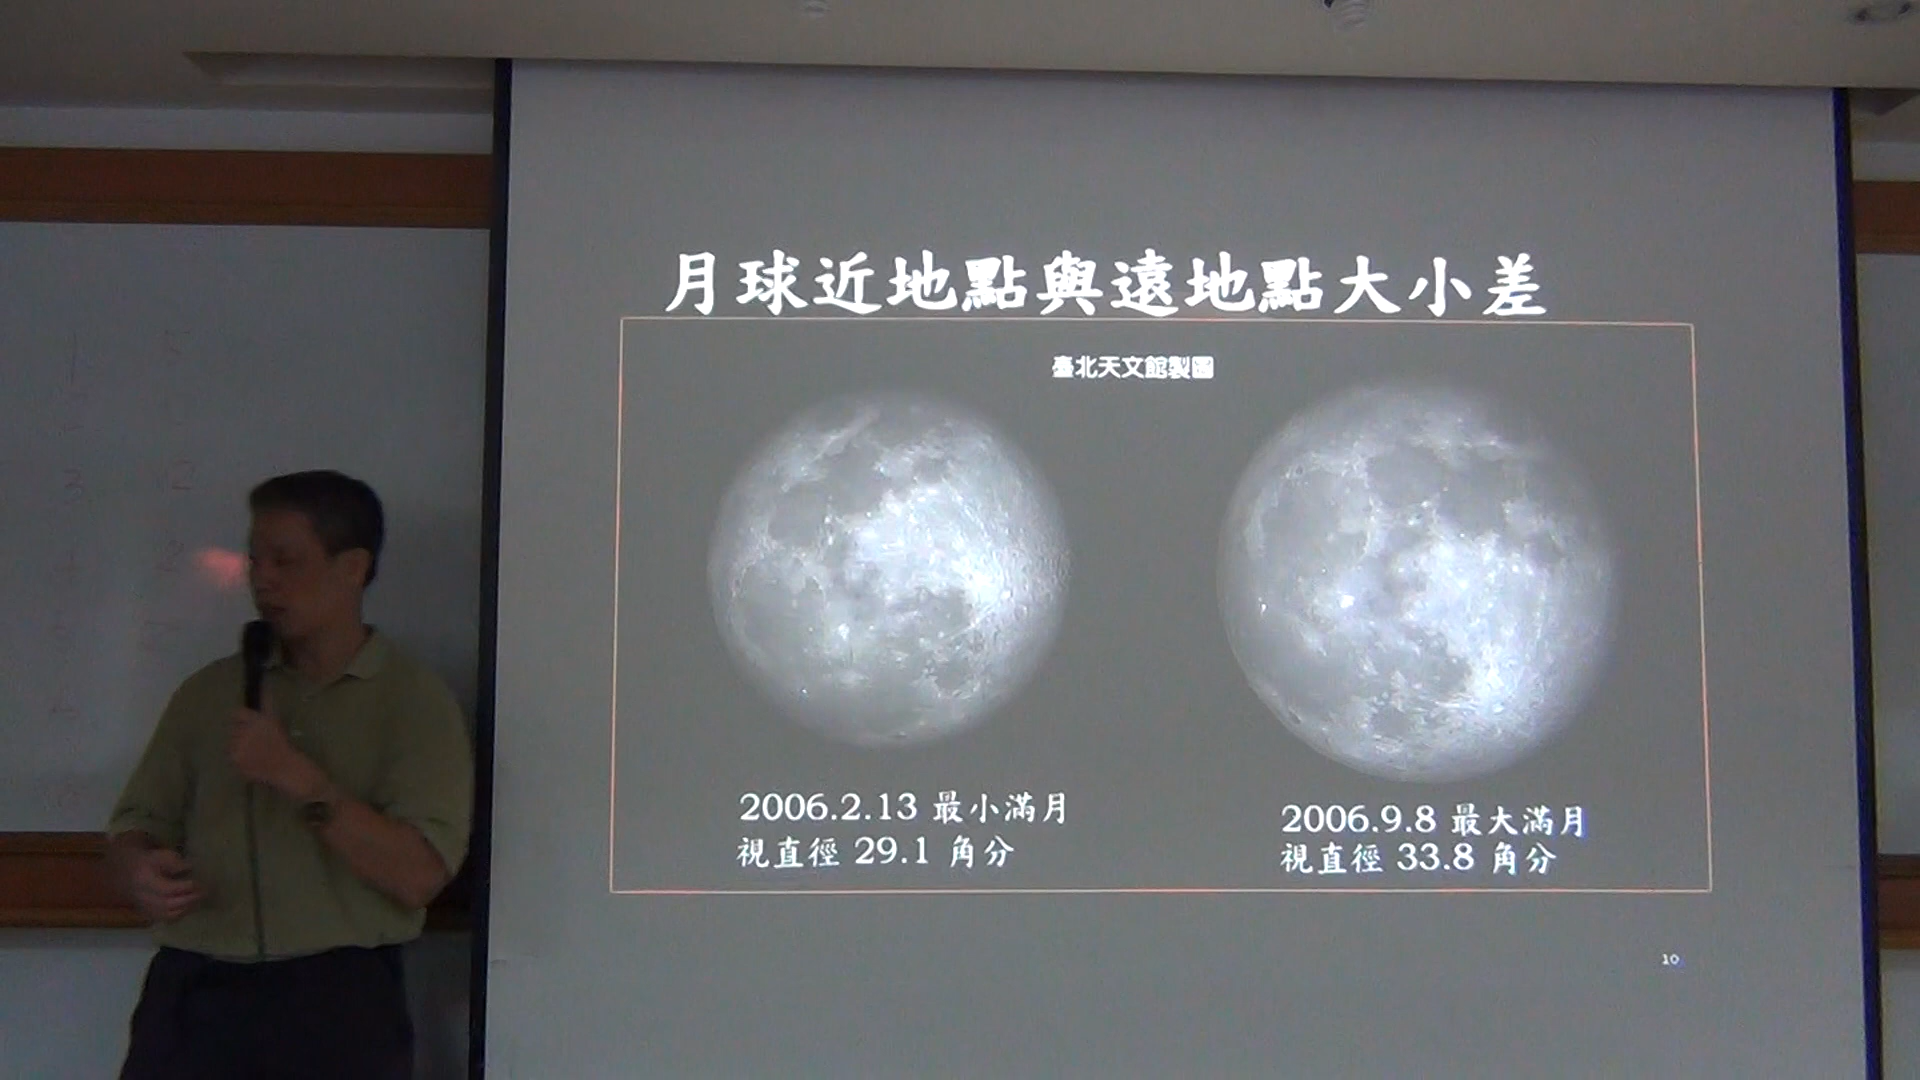 月球近地點與遠地點大小差
臺北天文館製圖
2006.2.13 最小滿月
視直徑 29.1 角分
2006.9.8 最大滿月
視直徑 33.8 角分
10